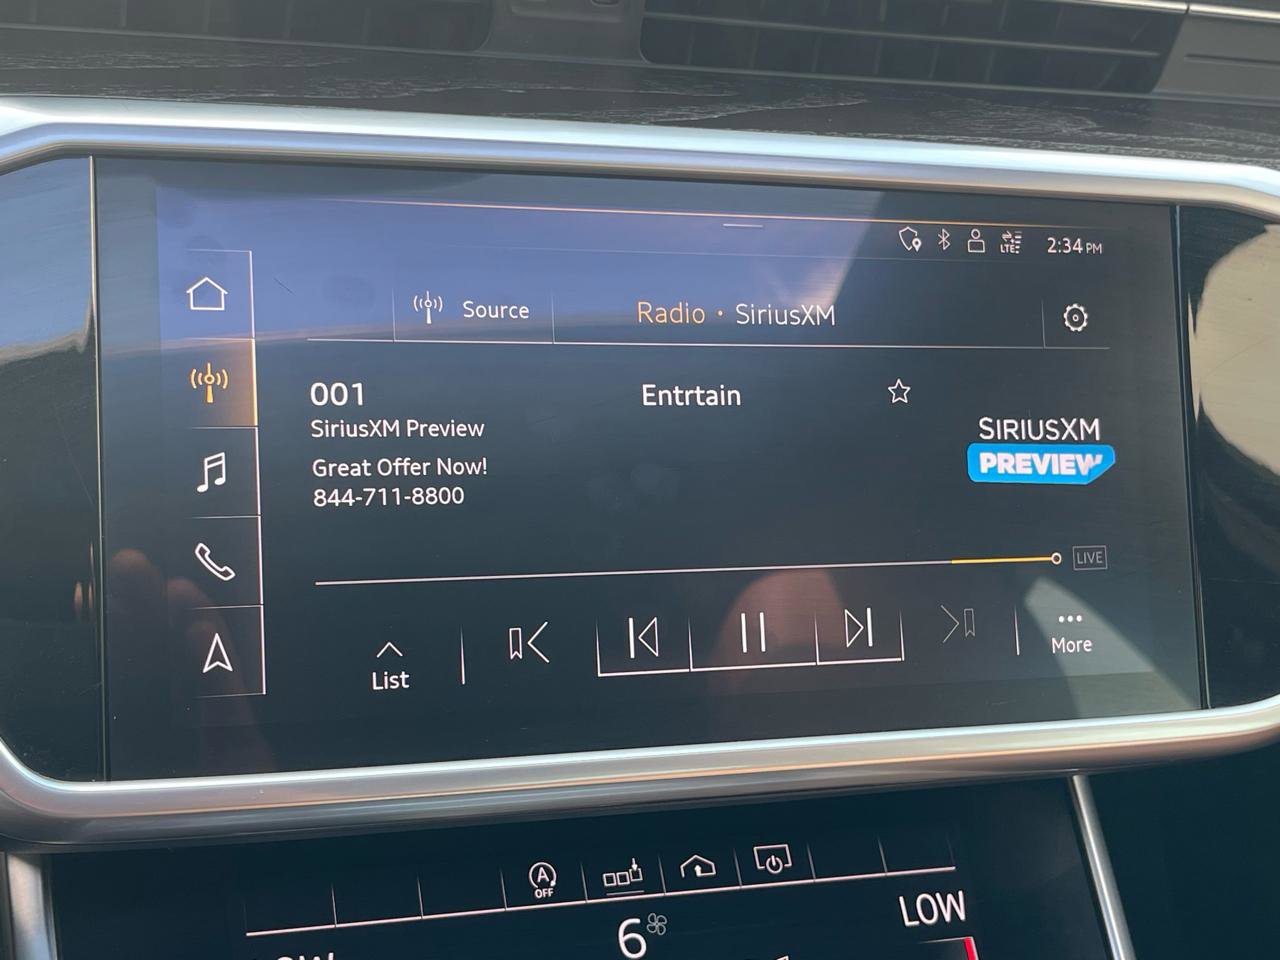 LTE 2:34 PM
Source
Radio • SiriusXM
001
Entrtain
SiriusXM Preview
Great Offer Now!
844-711-8800
SIRIUSXM
PREVIEW
LIVE
List
More
A
OFF
6
LOW